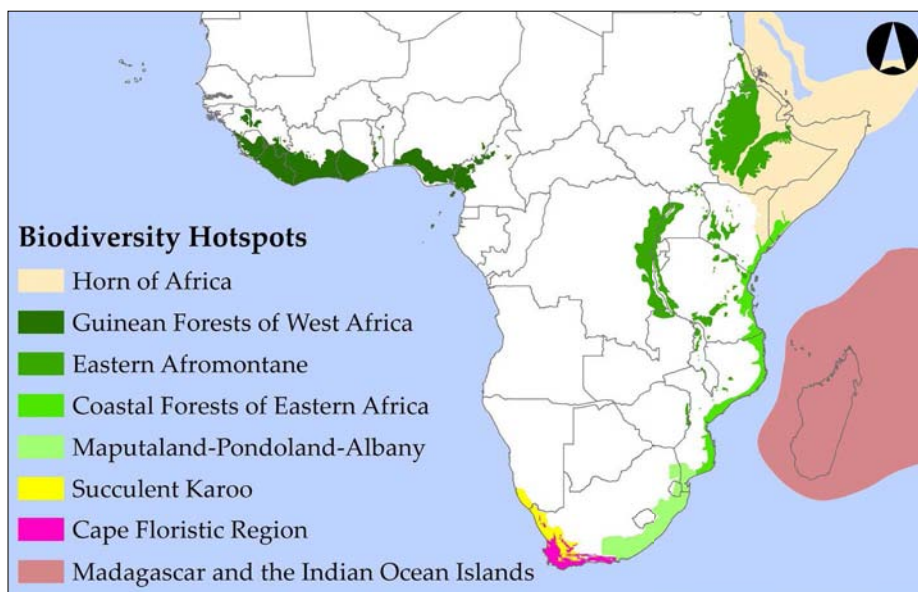 Biodiversity Hotspots
Horn of Africa
Guinean Forests of West Africa
Eastern Afromontane
Coastal Forests of Eastern Africa
Maputaland-Pondoland-Albany
Succulent Karoo
Cape Floristic Region
Madagascar and the Indian Ocean Islands